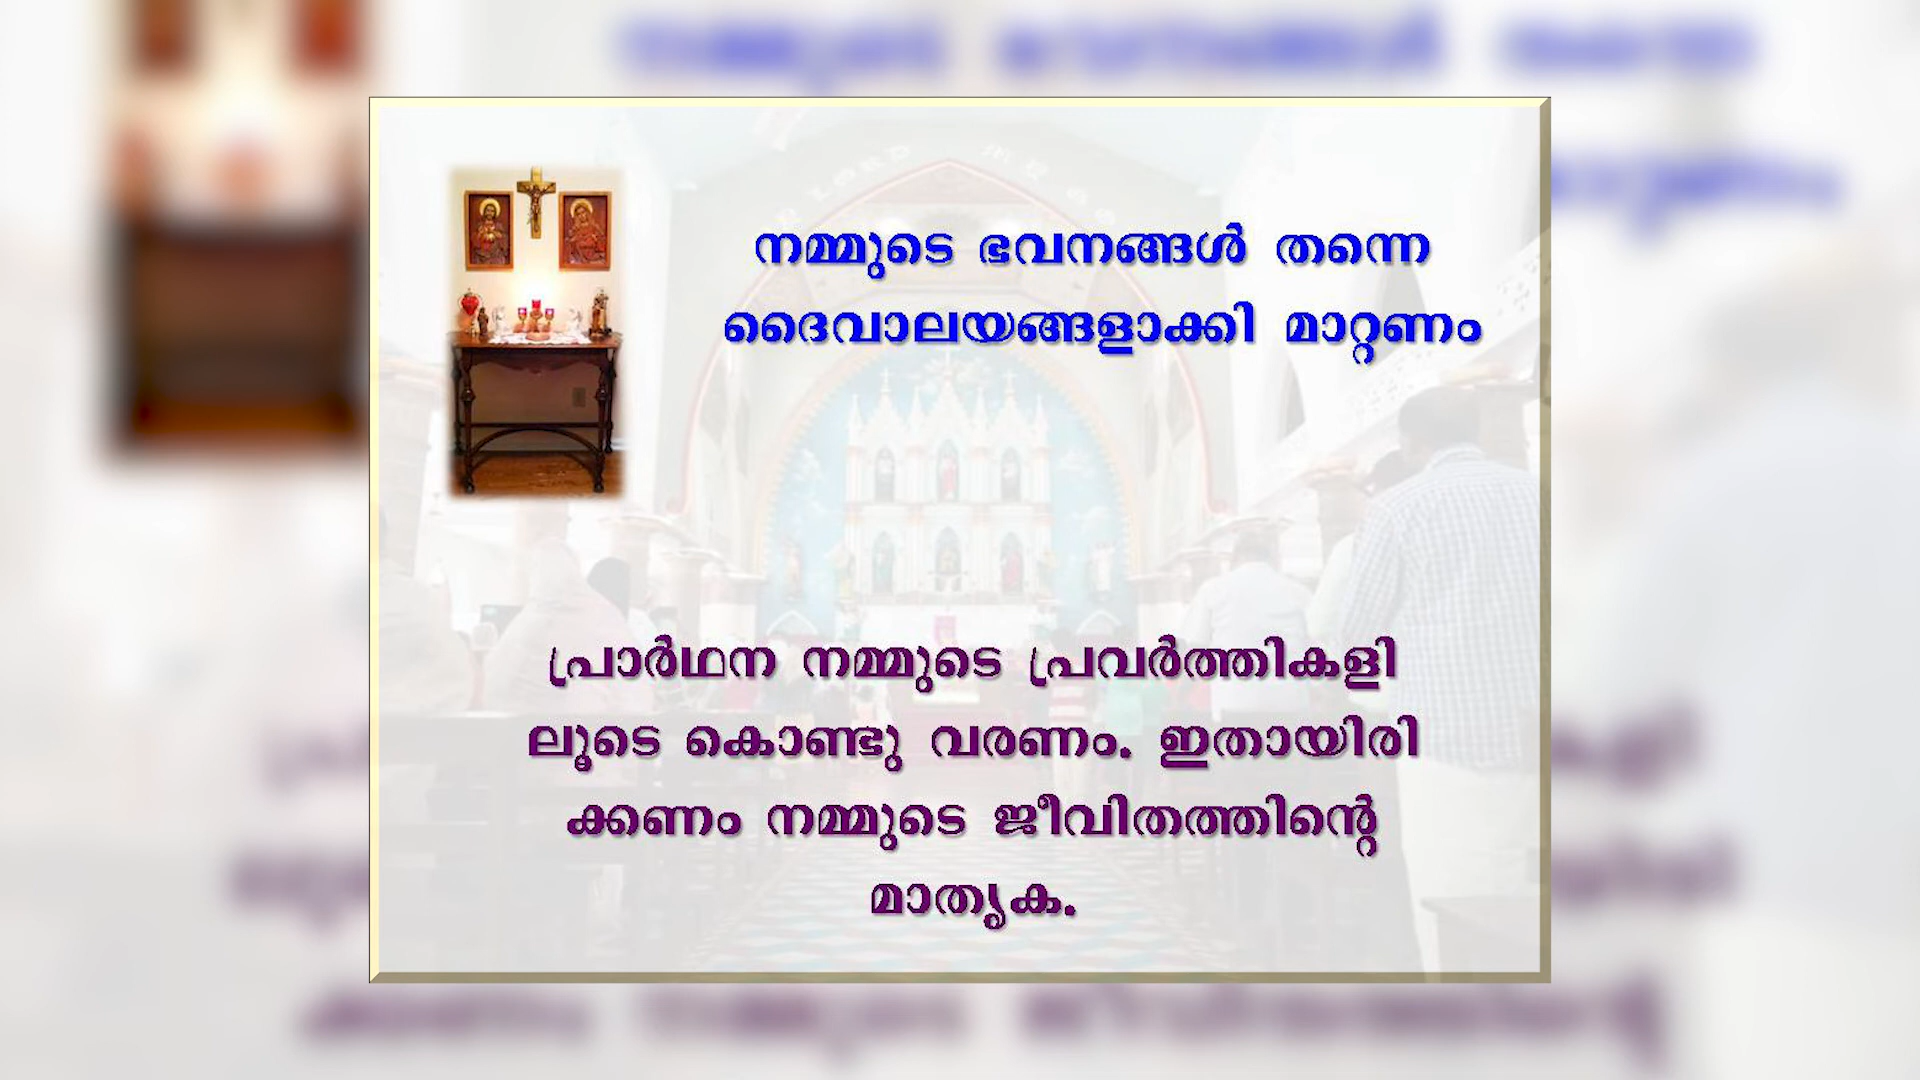 നമ്മുടെ ഭവനങ്ങൾ തന്നെ
ദൈവാലയങ്ങളാക്കി മാറ്റണം
പ്രാർഥന നമ്മുടെ പ്രവർത്തികളി
ലൂടെ കൊണ്ടു വരണം. ഇതായിരി
ക്കണം നമ്മുടെ ജീവിതത്തിന്റെ
മാതൃക.